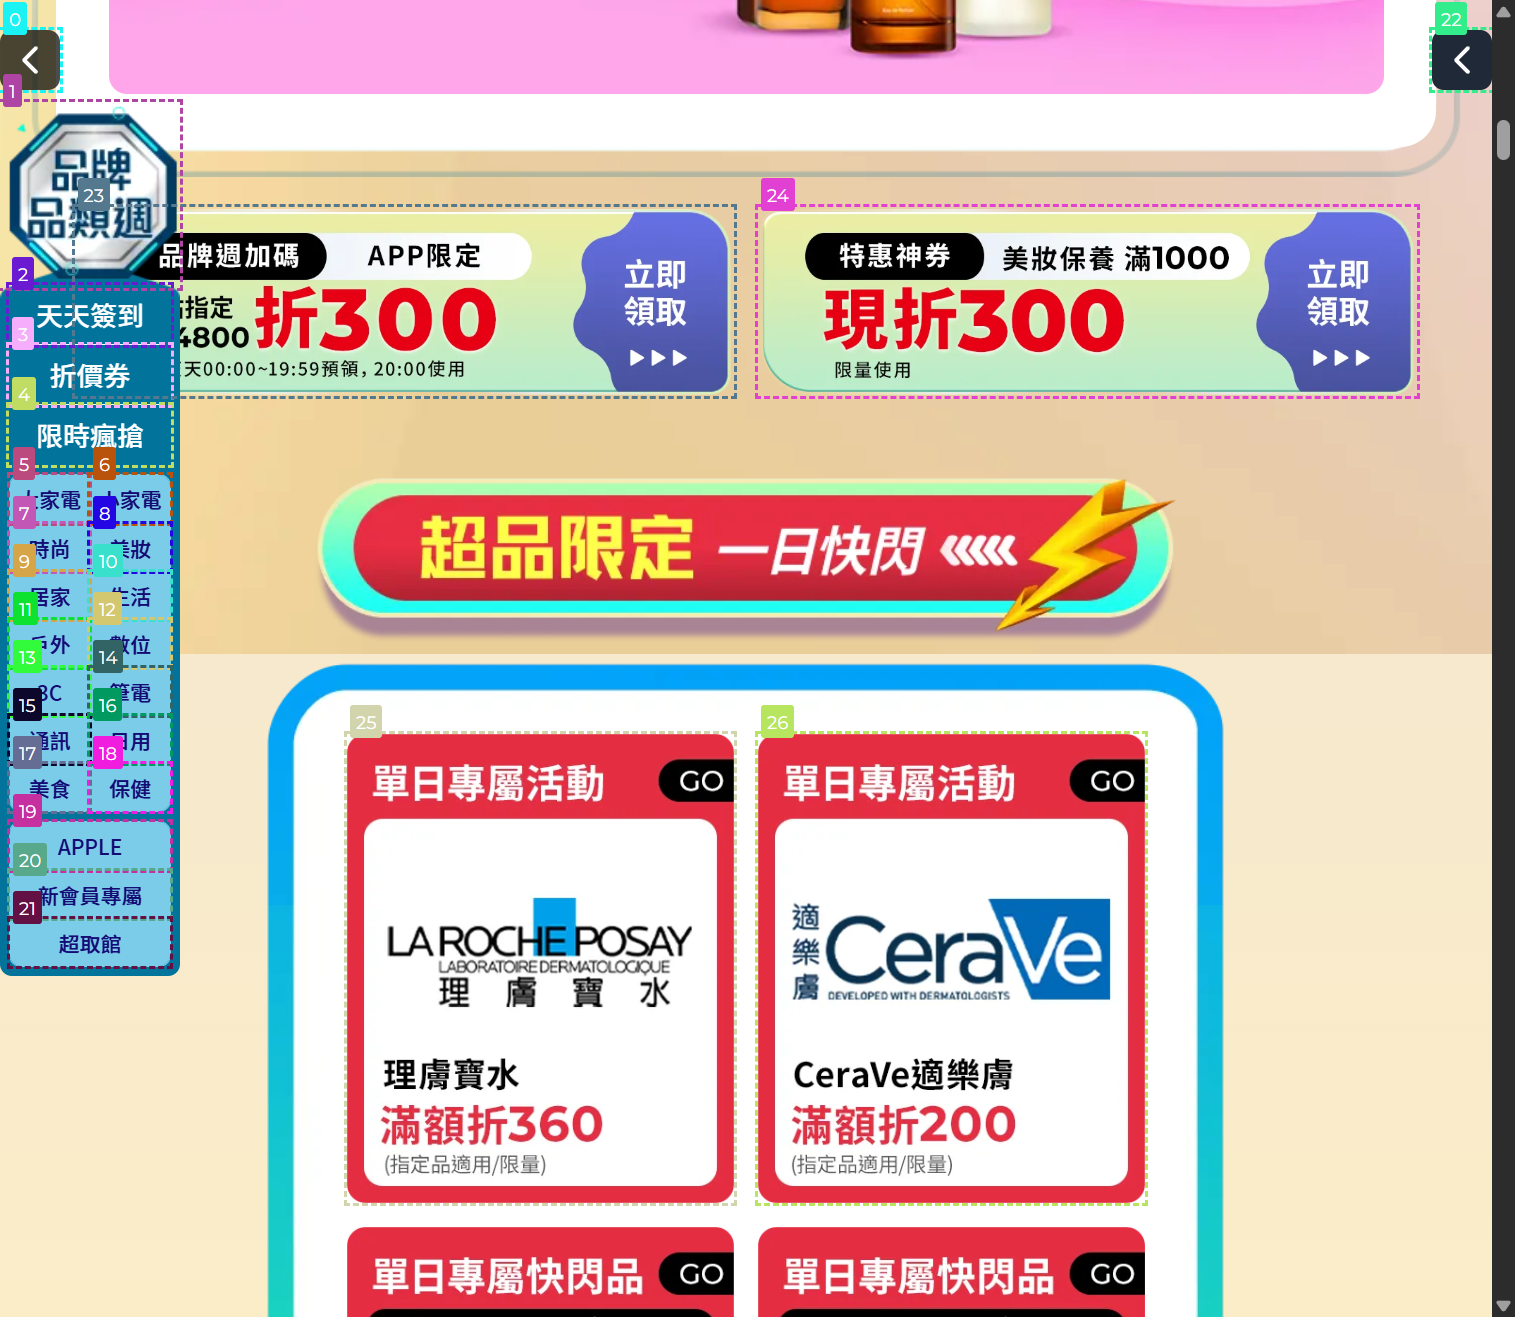 品牌
品類週
天天簽到
折價券
限時瘋搶
家電
家電
時尚
美妝
居家
生活
戶外
數位
3C
筆電
通訊
日用
美食
保健
APPLE
新會員專屬
超取館
品牌週加碼 APP限定
指定
4800 折300
天00:00~19:59預領, 20:00使用
立即
領取
特惠神券 美妝保養 滿1000
現折300
限量使用
立即
領取
超品限定 一日快閃
單日專屬活動 GO
LA ROCHE POSAY
LABORATOIRE DERMATOLOGIQUE
理膚寶水
理膚寶水
滿額折360
(指定品適用/限量)
單日專屬活動 GO
適樂膚 CeraVe
DEVELOPED WITH DERMATOLOGISTS
CeraVe適樂膚
滿額折200
(指定品適用/限量)
單日專屬快閃品 GO
單日專屬快閃品 GO
0
1
2
3
4
5
6
7
8
9
10
11
12
13
14
15
16
17
18
19
20
21
22
23
24
25
26